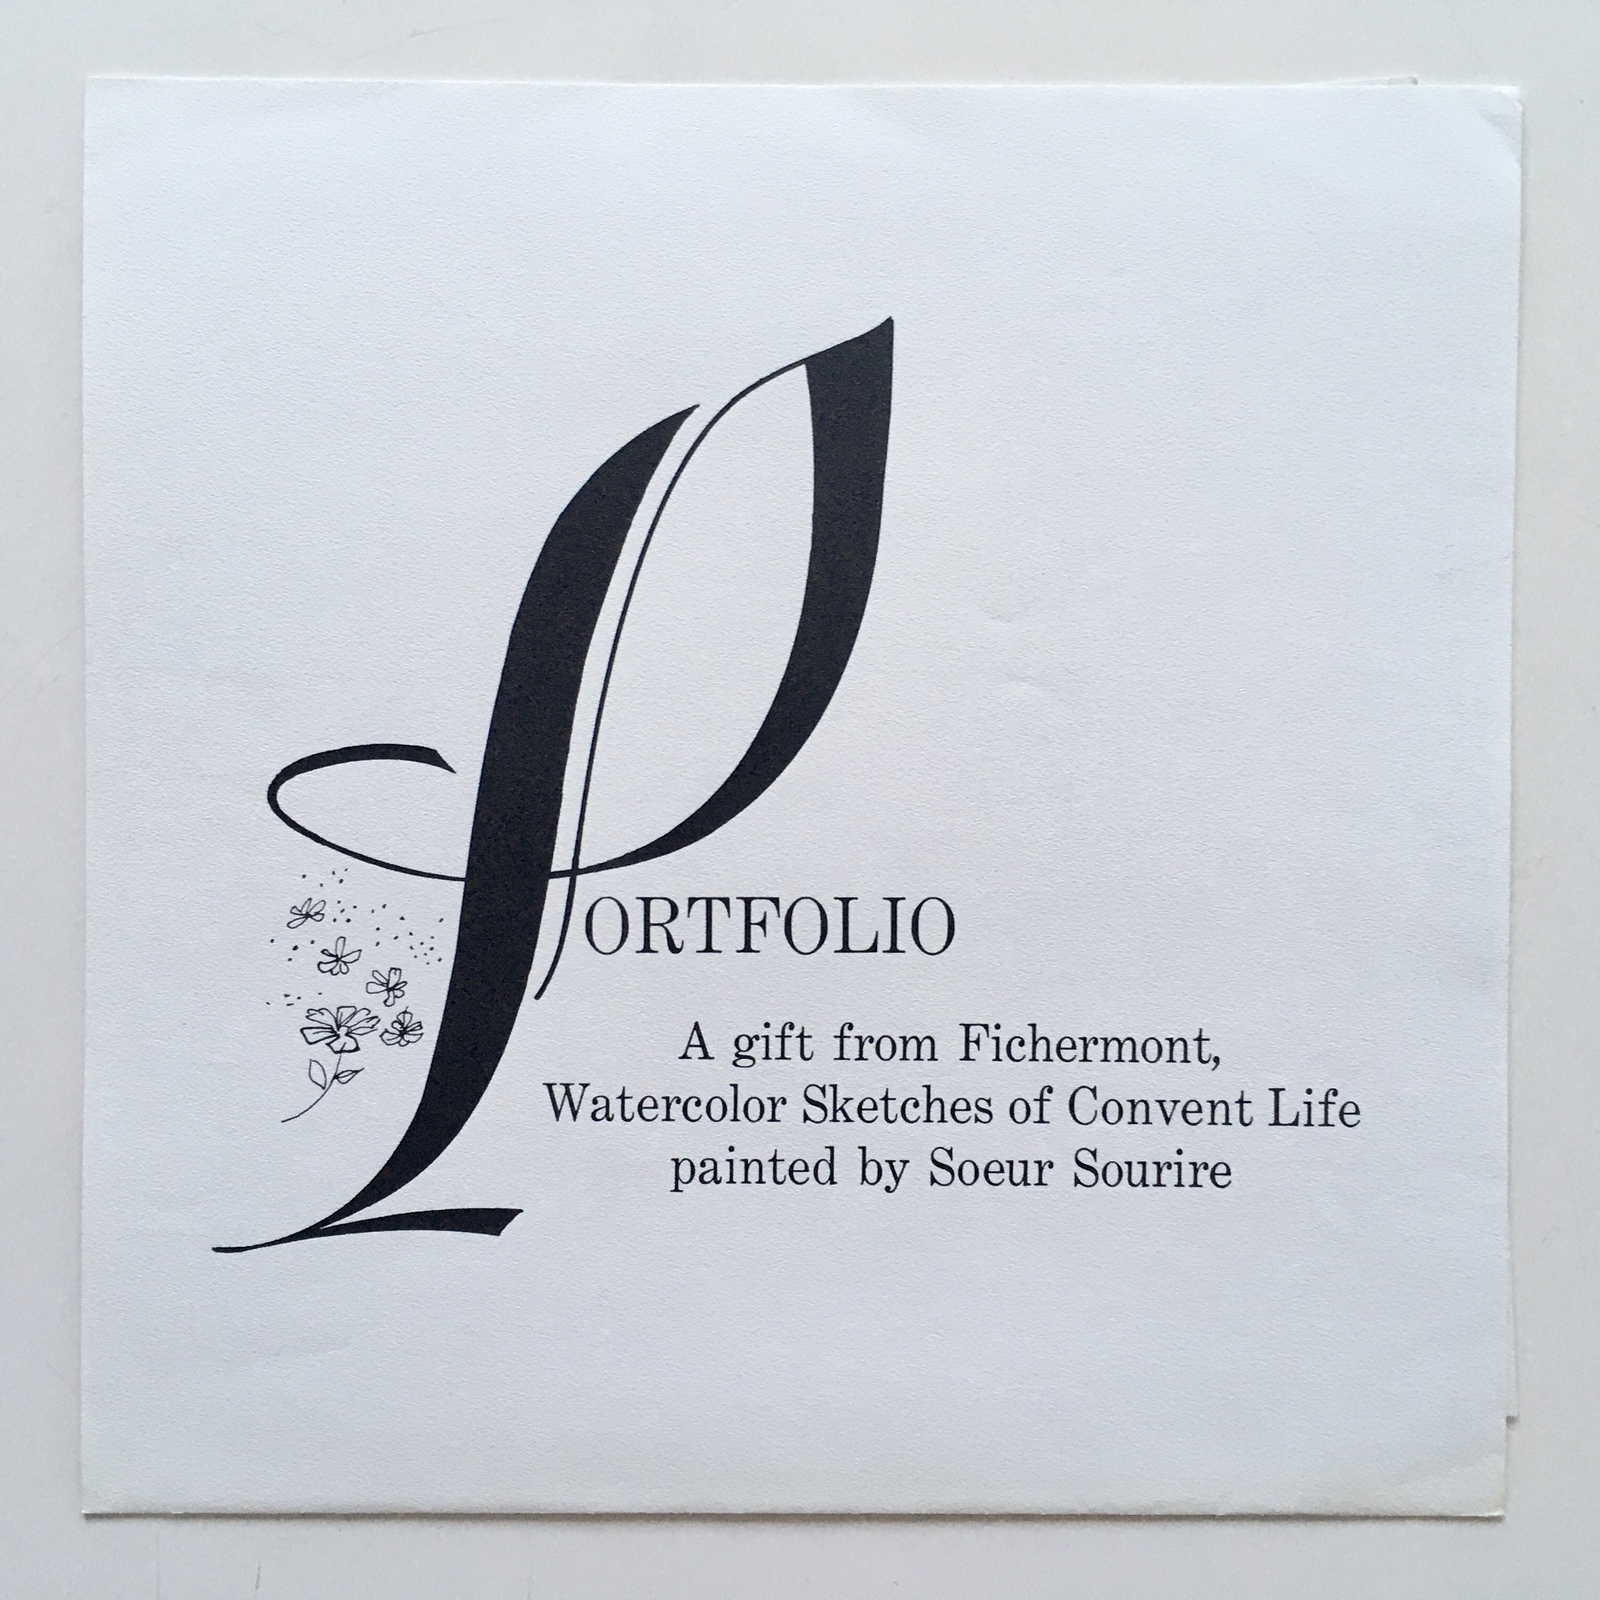 PORTFOLIO
A gift from Fichermont,
Watercolor Sketches of Convent Life
painted by Soeur Sourire